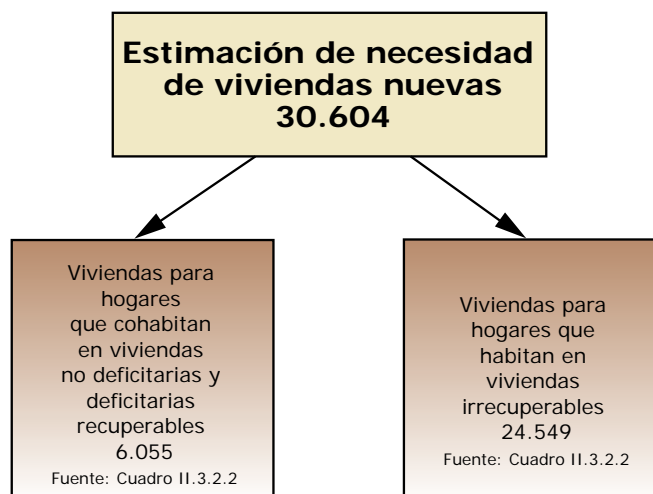 Estimación de necesidad
de viviendas nuevas
30.604
Viviendas para
hogares
que cohabitan
en viviendas
no deficitarias y
deficitarias
recuperables
6.055
Fuente: Cuadro II.3.2.2
Viviendas para
hogares que
habitan en
viviendas
irrecuperables
24.549
Fuente: Cuadro II.3.2.2